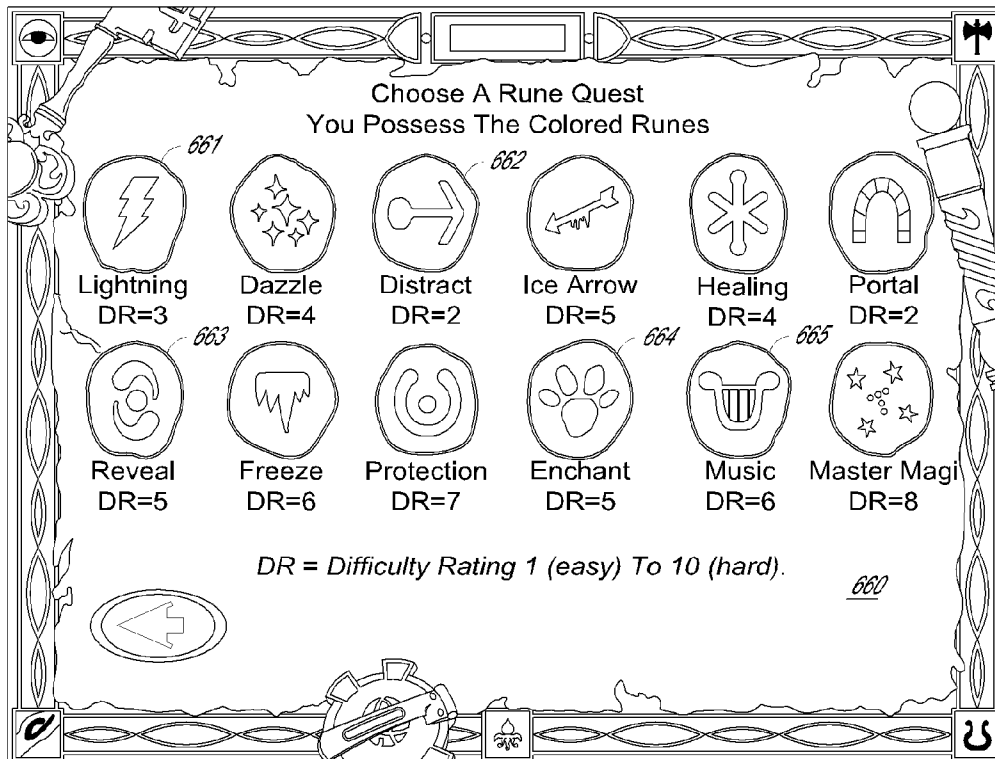 Choose A Rune Quest
You Possess The Colored Runes
661
662
Lightning Dazzle Distract Ice Arrow Healing Portal
DR=3 DR=4 DR=2 DR=5 DR=4 DR=2
663 664 665
Reveal Freeze Protection Enchant Music Master Magi
DR=5 DR=6 DR=7 DR=5 DR=6 DR=8
DR = Difficulty Rating 1 (easy) To 10 (hard).
660